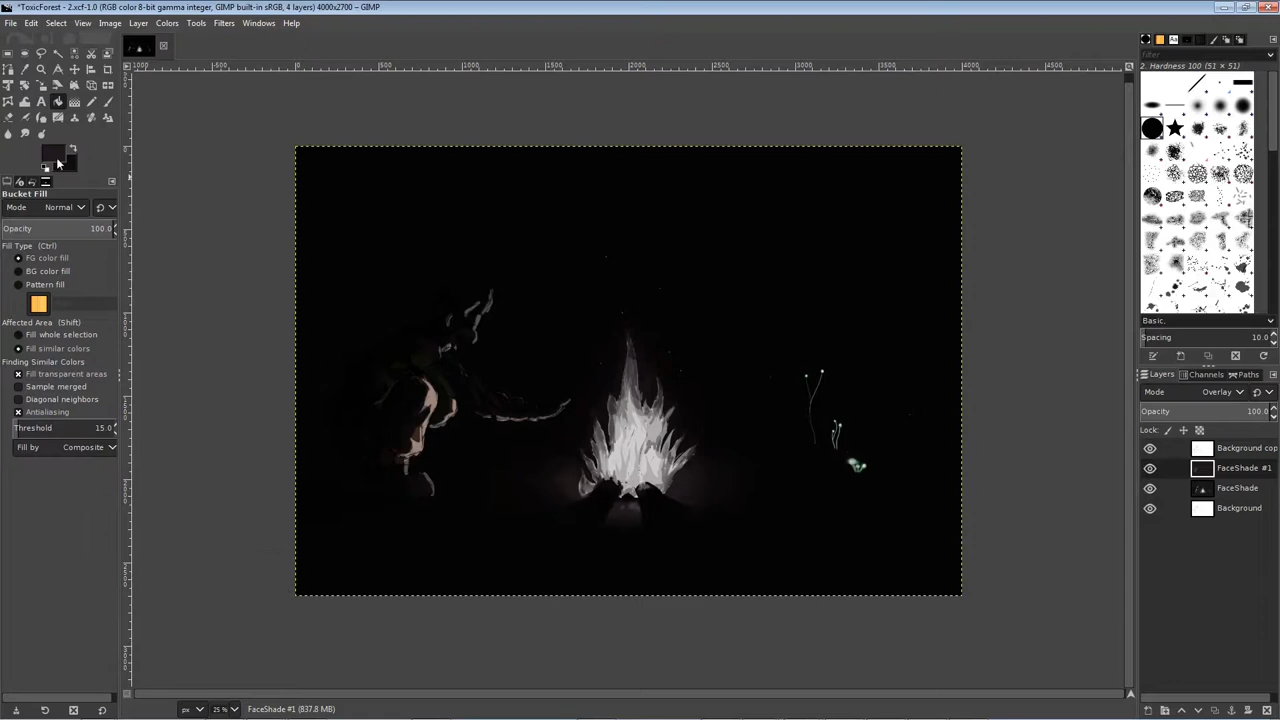 *ToxicForest - 2.xcf-1.0 (RGB color 8-bit gamma integer, GIMP built-in sRGB, 4 layers) 4000x2700 – GIMP
File Edit Select View Image Layer Colors Tools Filters Windows Help
filter
2. Hardness 100 (51 × 51)
Bucket Fill
Mode Normal
Opacity 100.0
Fill Type (Ctrl)
FG color fill
BG color fill
Pattern fill
Affected Area (Shift)
Fill whole selection
Fill similar colors
Finding Similar Colors
Fill transparent areas
Sample merged
Diagonal neighbors
Antialiasing
Threshold 15.0
Fill by Composite
Basic,
Spacing 10.0
Layers Channels Paths
Mode Overlay
Opacity 100.0
Lock:
Background cop
FaceShade #1
FaceShade
Background
px 25 % FaceShade #1 (837.8 MB)